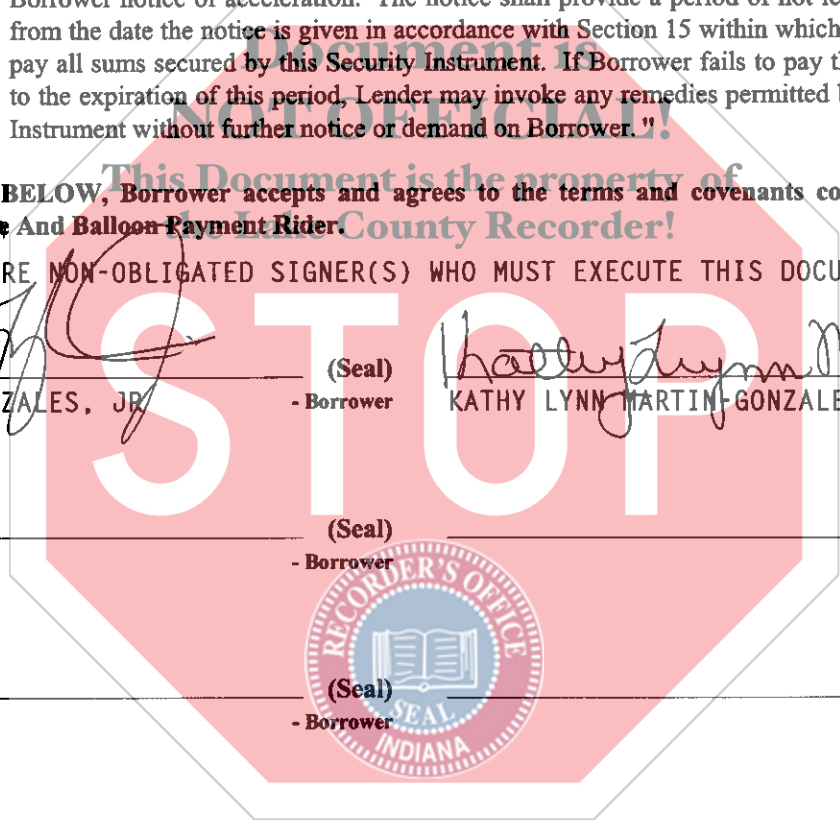 Borrower notice of acceleration. The notice shall provide a period of not
from the date the notice is given in accordance with Section 15 within which
pay all sums secured by this Security Instrument. If Borrower fails to pay
to the expiration of this period, Lender may invoke any remedies permitted
Instrument without further notice or demand on Borrower. "
Document is
NOT OFFICIAL!
This Document is the property of
the Lake County Recorder!
BELOW, Borrower accepts and agrees to the terms and covenants co
e And Balloon Payment Rider.
RE NON-OBLIGATED SIGNER(S) WHO MUST EXECUTE THIS DOCU
STOP
(Seal)
Kathy Lynn M
ZALES, JR - Borrower KATHY LYNN MARTIN-GONZALE
(Seal)
- Borrower
RECORDER'S OFFICE
(Seal)
SEAL
- Borrower
INDIANA